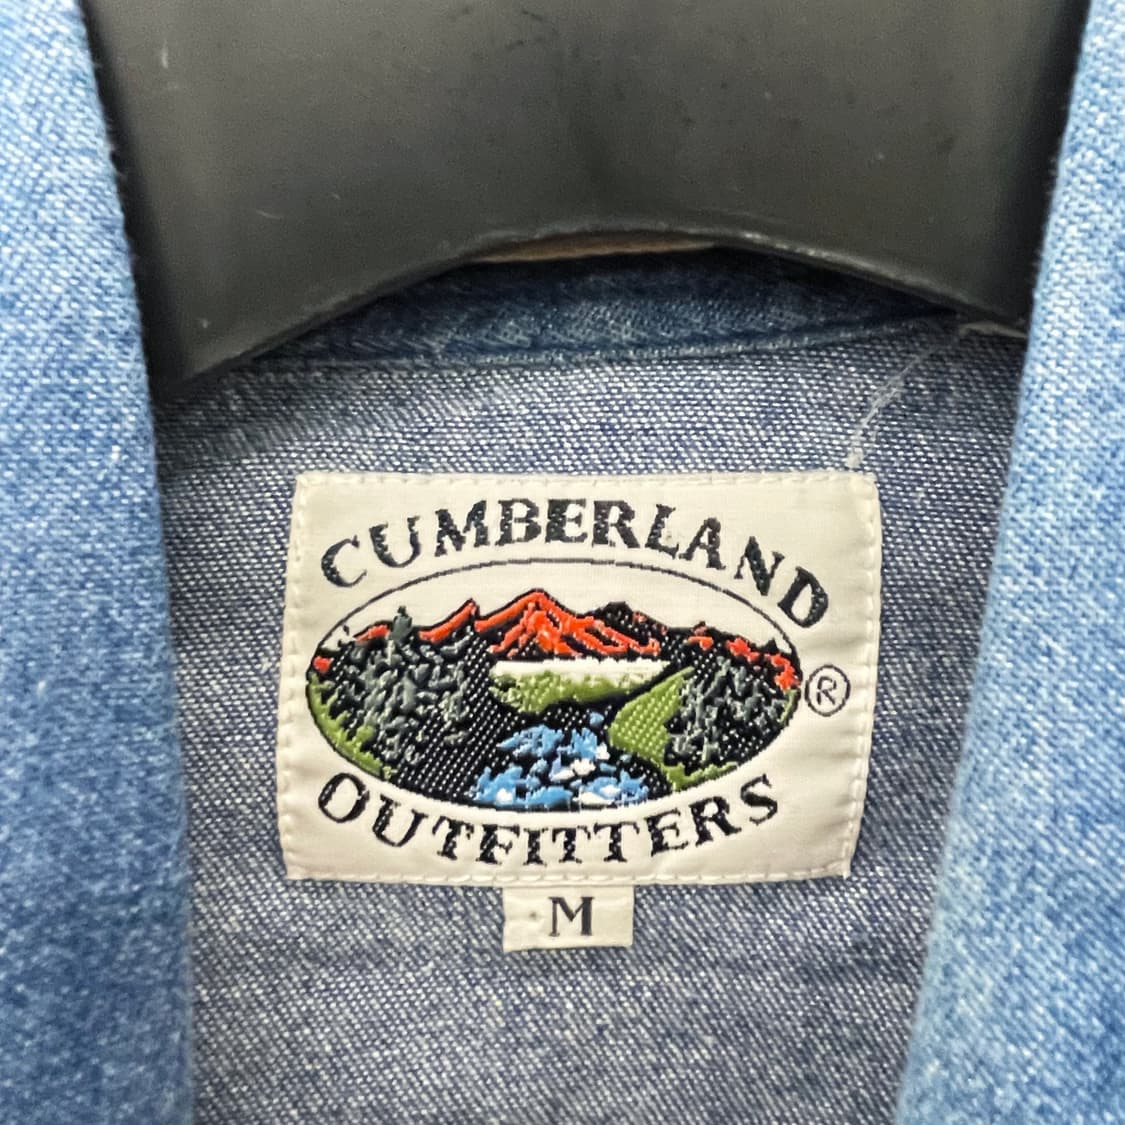 CUMBERLAND
®
OUTFITTERS
M